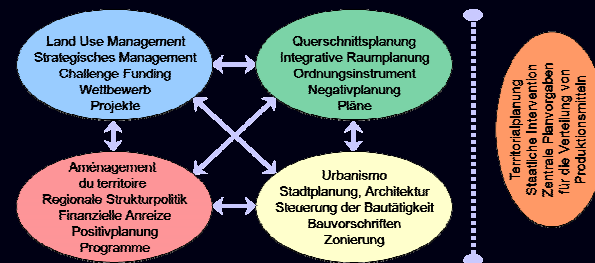 Land Use Management
Strategisches Management
Challenge Funding
Wettbewerb
Projekte
Querschnittsplanung
Integrative Raumplanung
Ordnungsinstrument
Negativplanung
Pläne
Aménagement
du territoire
Regionale Strukturpolitik
Finanzielle Anreize
Positivplanung
Programme
Urbanismo
Stadtplanung, Architektur
Steuerung der Bautätigkeit
Bauvorschriften
Zonierung
Territorialplanung
Staatliche Intervention
Zentrale Planvorgaben
für die Verteilung von
Produktionsmitteln